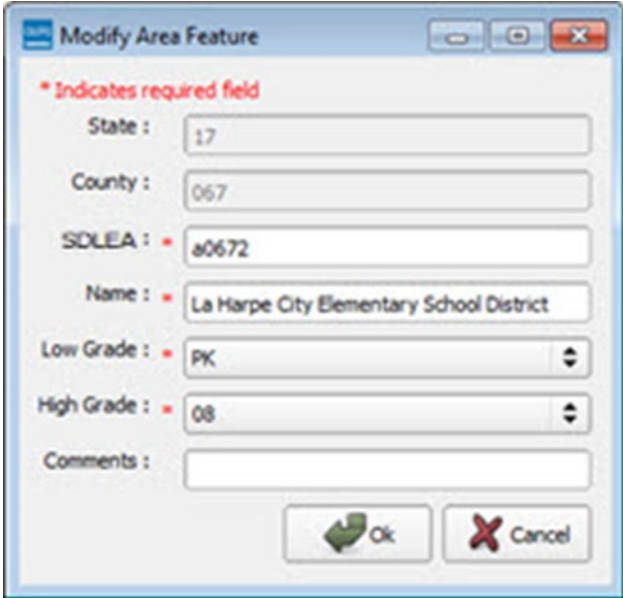 Modify Area Feature
* Indicates required field
State : 17
County : 067
SDLEA : * a0672
Name : * La Harpe City Elementary School District
Low Grade : * PK
High Grade : * 08
Comments :
Ok Cancel